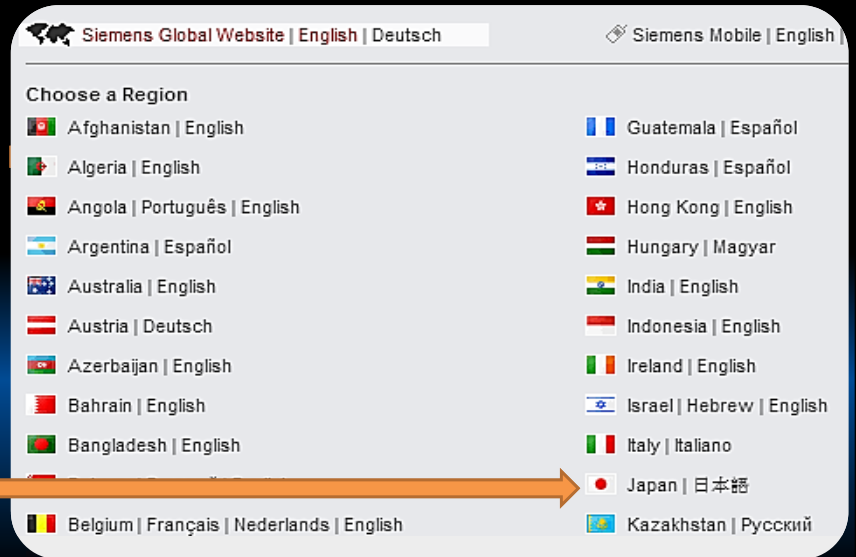 Siemens Global Website | English | Deutsch
Siemens Mobile | English |
Choose a Region
Afghanistan | English
Algeria | English
Angola | Português | English
Argentina | Español
Australia | English
Austria | Deutsch
Azerbaijan | English
Bahrain | English
Bangladesh | English
Belgium | Français | Nederlands | English
Guatemala | Español
Honduras | Español
Hong Kong | English
Hungary | Magyar
India | English
Indonesia | English
Ireland | English
Israel | Hebrew | English
Italy | Italiano
Japan | 日本語
Kazakhstan | Русский